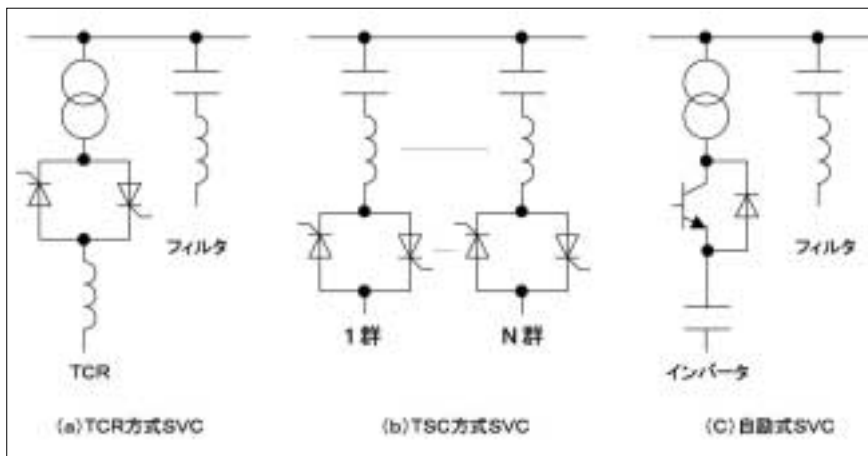 フィルタ
TCR
(a)TCR方式SVC
1群
N群
(b)TSC方式SVC
フィルタ
インバータ
(C)自励式SVC